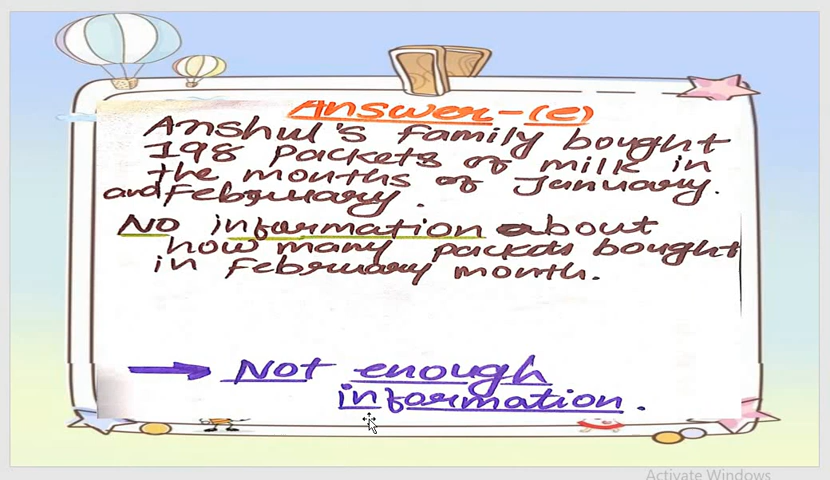 Answer-(e)
Anshul's family bought
198 packets of milk in
the months of January.
and February.
No information about
how many packets bought
in February month.
Not enough
information.
Activate Windows